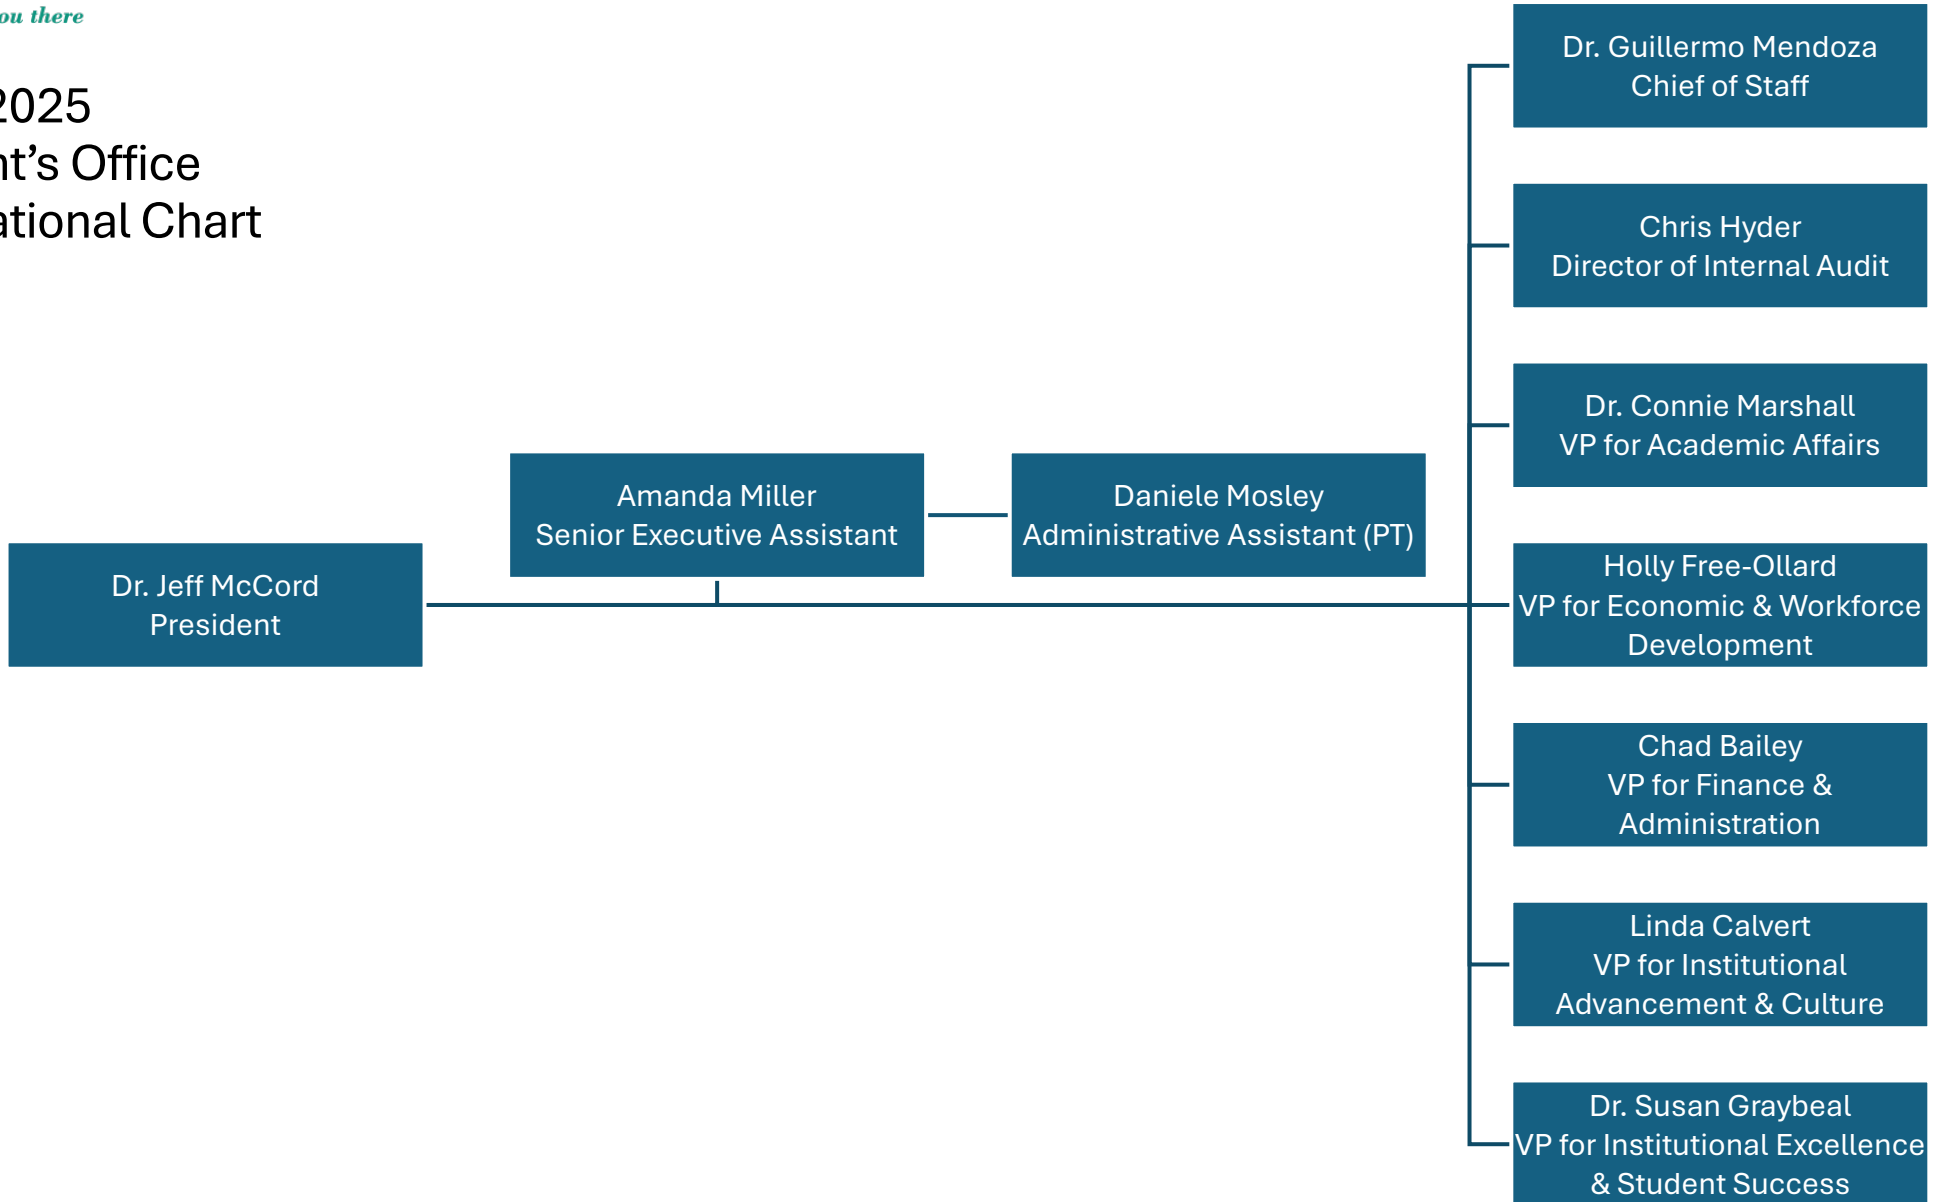 ou there
2025
nt's Office
ational Chart
Dr. Guillermo Mendoza
Chief of Staff
Chris Hyder
Director of Internal Audit
Dr. Connie Marshall
VP for Academic Affairs
Amanda Miller
Senior Executive Assistant
Daniele Mosley
Administrative Assistant (PT)
Dr. Jeff McCord
President
Holly Free-Ollard
VP for Economic & Workforce
Development
Chad Bailey
VP for Finance &
Administration
Linda Calvert
VP for Institutional
Advancement & Culture
Dr. Susan Graybeal
VP for Institutional Excellence
& Student Success